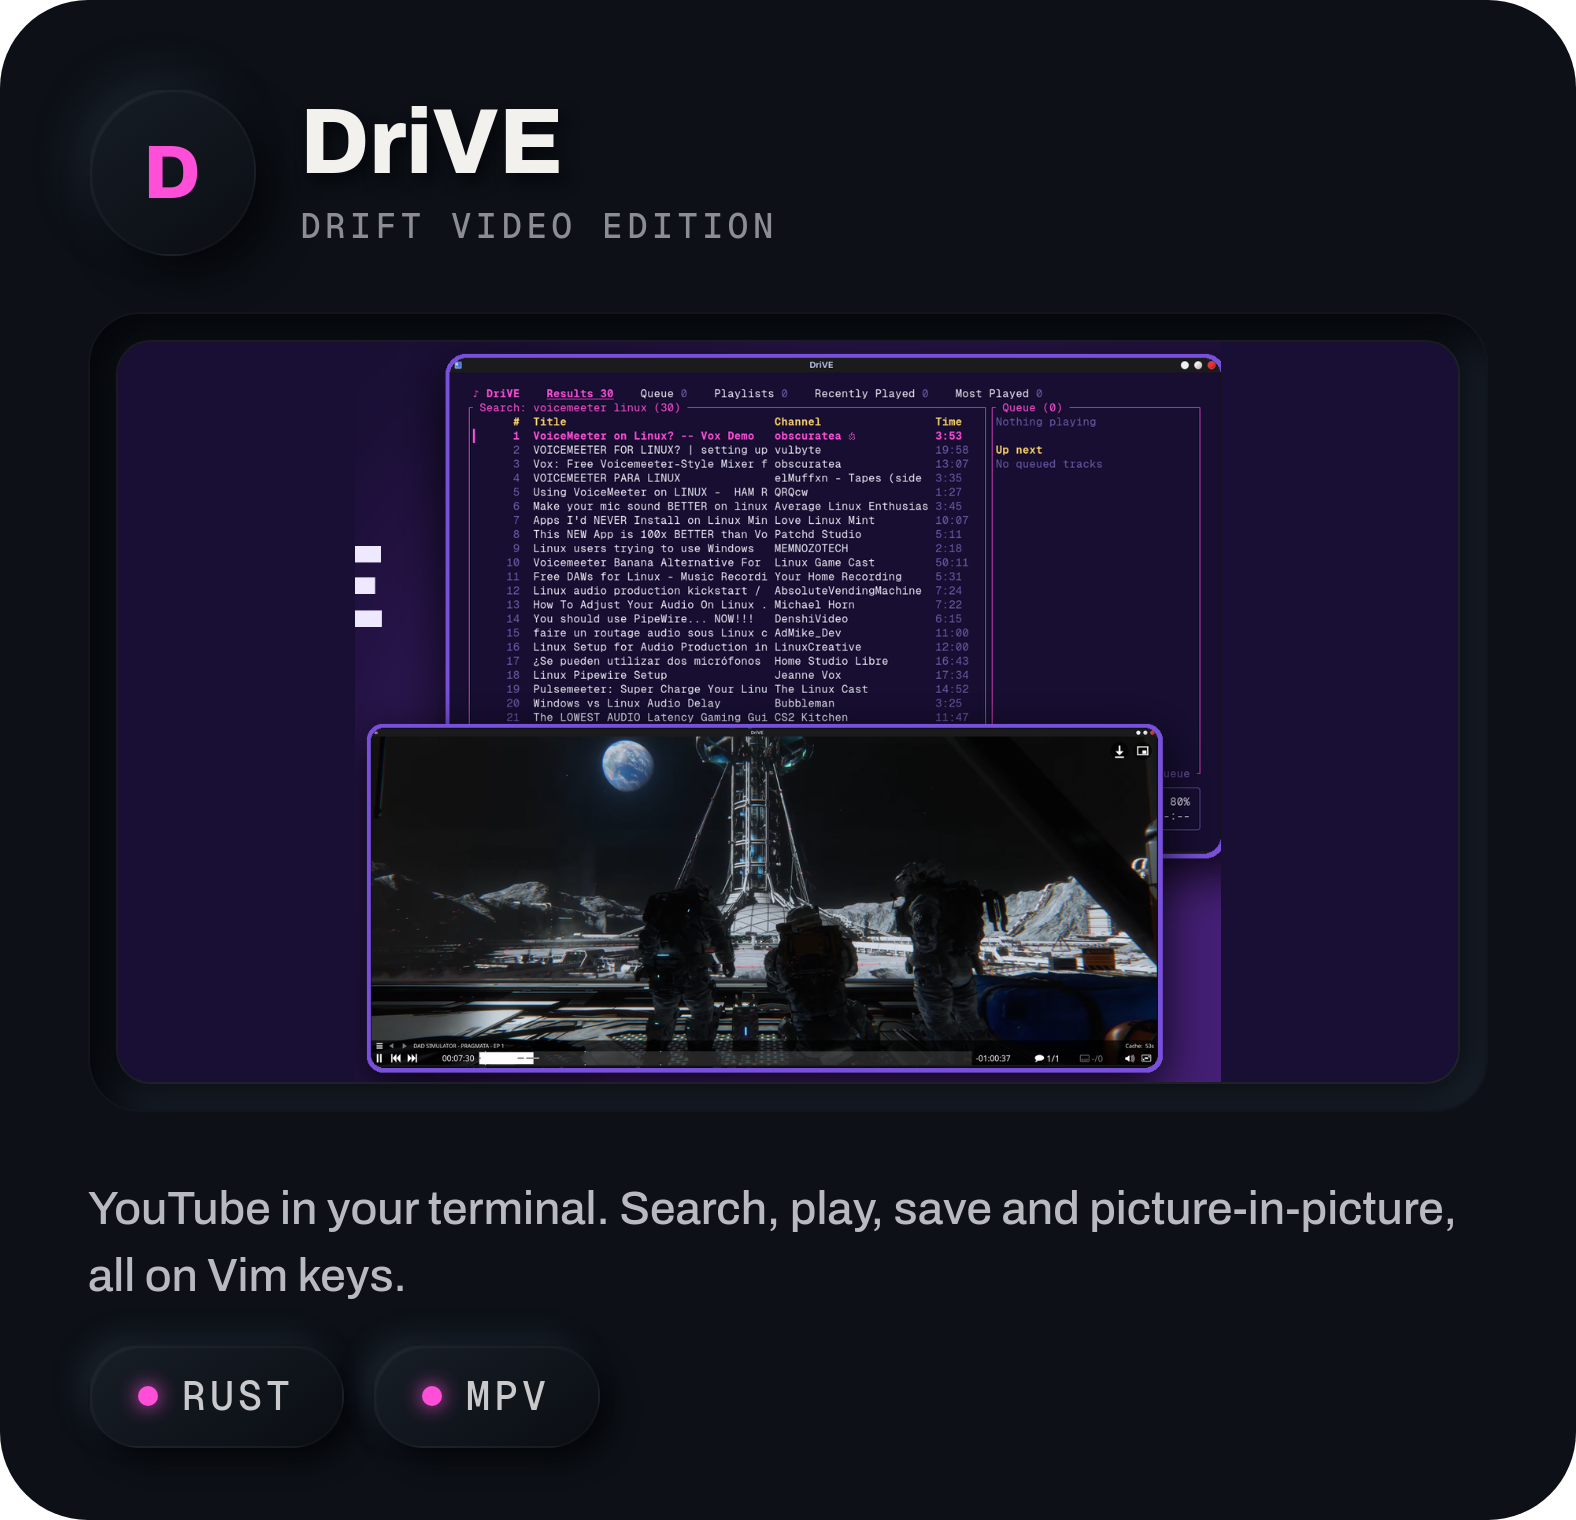 D
DriVE
DRIFT VIDEO EDITION
DriVE
♪ DriVE Results 30 Queue 0 Playlists 0 Recently Played 0 Most Played 0
Search: voicemeeter linux (30)
# Title Channel Time
1 VoiceMeeter on Linux? -- Vox Demo obscuratea 3:53
2 VOICEMEETER FOR LINUX? | setting up vulbyte 19:58
3 Vox: Free Voicemeeter-Style Mixer f obscuratea 13:07
4 VOICEMEETER PARA LINUX elMuffxn - Tapes (side 3:35
5 Using VoiceMeeter on LINUX - HAM R QRQcw 1:27
6 Make your mic sound BETTER on linux Average Linux Enthusias 3:45
7 Apps I'd NEVER Install on Linux Min Love Linux Mint 10:07
8 This NEW App is 100x BETTER than Vo Patchd Studio 5:11
9 Linux users trying to use Windows MEMNOZOTECH 2:18
10 Voicemeeter Banana Alternative For Linux Game Cast 50:11
11 Free DAWs for Linux - Music Recordi Your Home Recording 5:31
12 Linux audio production kickstart / AbsoluteVendingMachine 7:24
13 How To Adjust Your Audio On Linux . Michael Horn 7:22
14 You should use PipeWire... NOW!!! DenshiVideo 6:15
15 faire un routage audio sous Linux c AdMike_Dev 11:00
16 Linux Setup for Audio Production in LinuxCreative 12:00
17 ¿Se pueden utilizar dos micrófonos Home Studio Libre 16:43
18 Linux Pipewire Setup Jeanne Vox 17:34
19 Pulsemeeter: Super Charge Your Linu The Linux Cast 14:52
20 Windows vs Linux Audio Delay Bubbleman 3:25
21 The LOWEST AUDIO Latency Gaming Gui CS2 Kitchen 11:47
Queue (0)
Nothing playing
Up next
No queued tracks
ueue
80%
-:--
DriVE
DAD SIMULATOR - PRAGMATA - EP 1
Cache: 53s
00:07:30 -01:00:37 1/1 -/0
YouTube in your terminal. Search, play, save and picture-in-picture,
all on Vim keys.
RUST
MPV